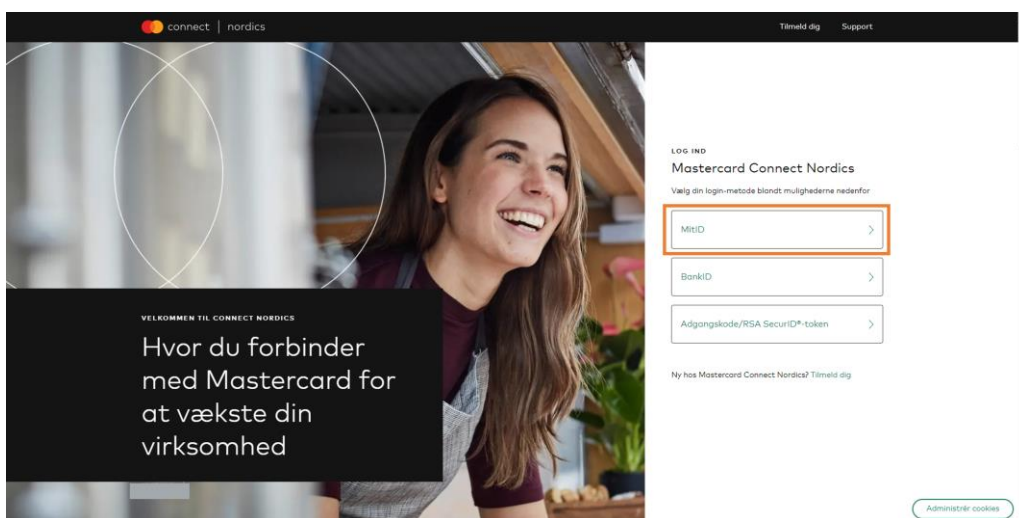 connect | nordics
Tilmeld dig Support
LOG IND
Mastercard Connect Nordics
Vælg din login-metode blandt mulighederne nedenfor
MitID
BankID
Adgangskode/RSA SecurID®-token
Ny hos Mastercard Connect Nordics? Tilmeld dig
VELKOMMEN TIL CONNECT NORDICS
Hvor du forbinder
med Mastercard for
at vækste din
virksomhed
Administrér cookies